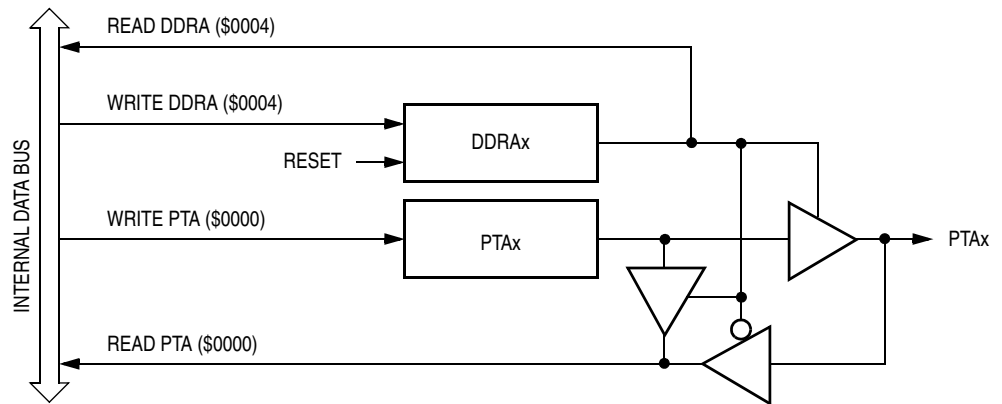 READ DDRA ($0004)
WRITE DDRA ($0004)
DDRAx
RESET
WRITE PTA ($0000)
PTAx
PTAx
READ PTA ($0000)
INTERNAL DATA BUS